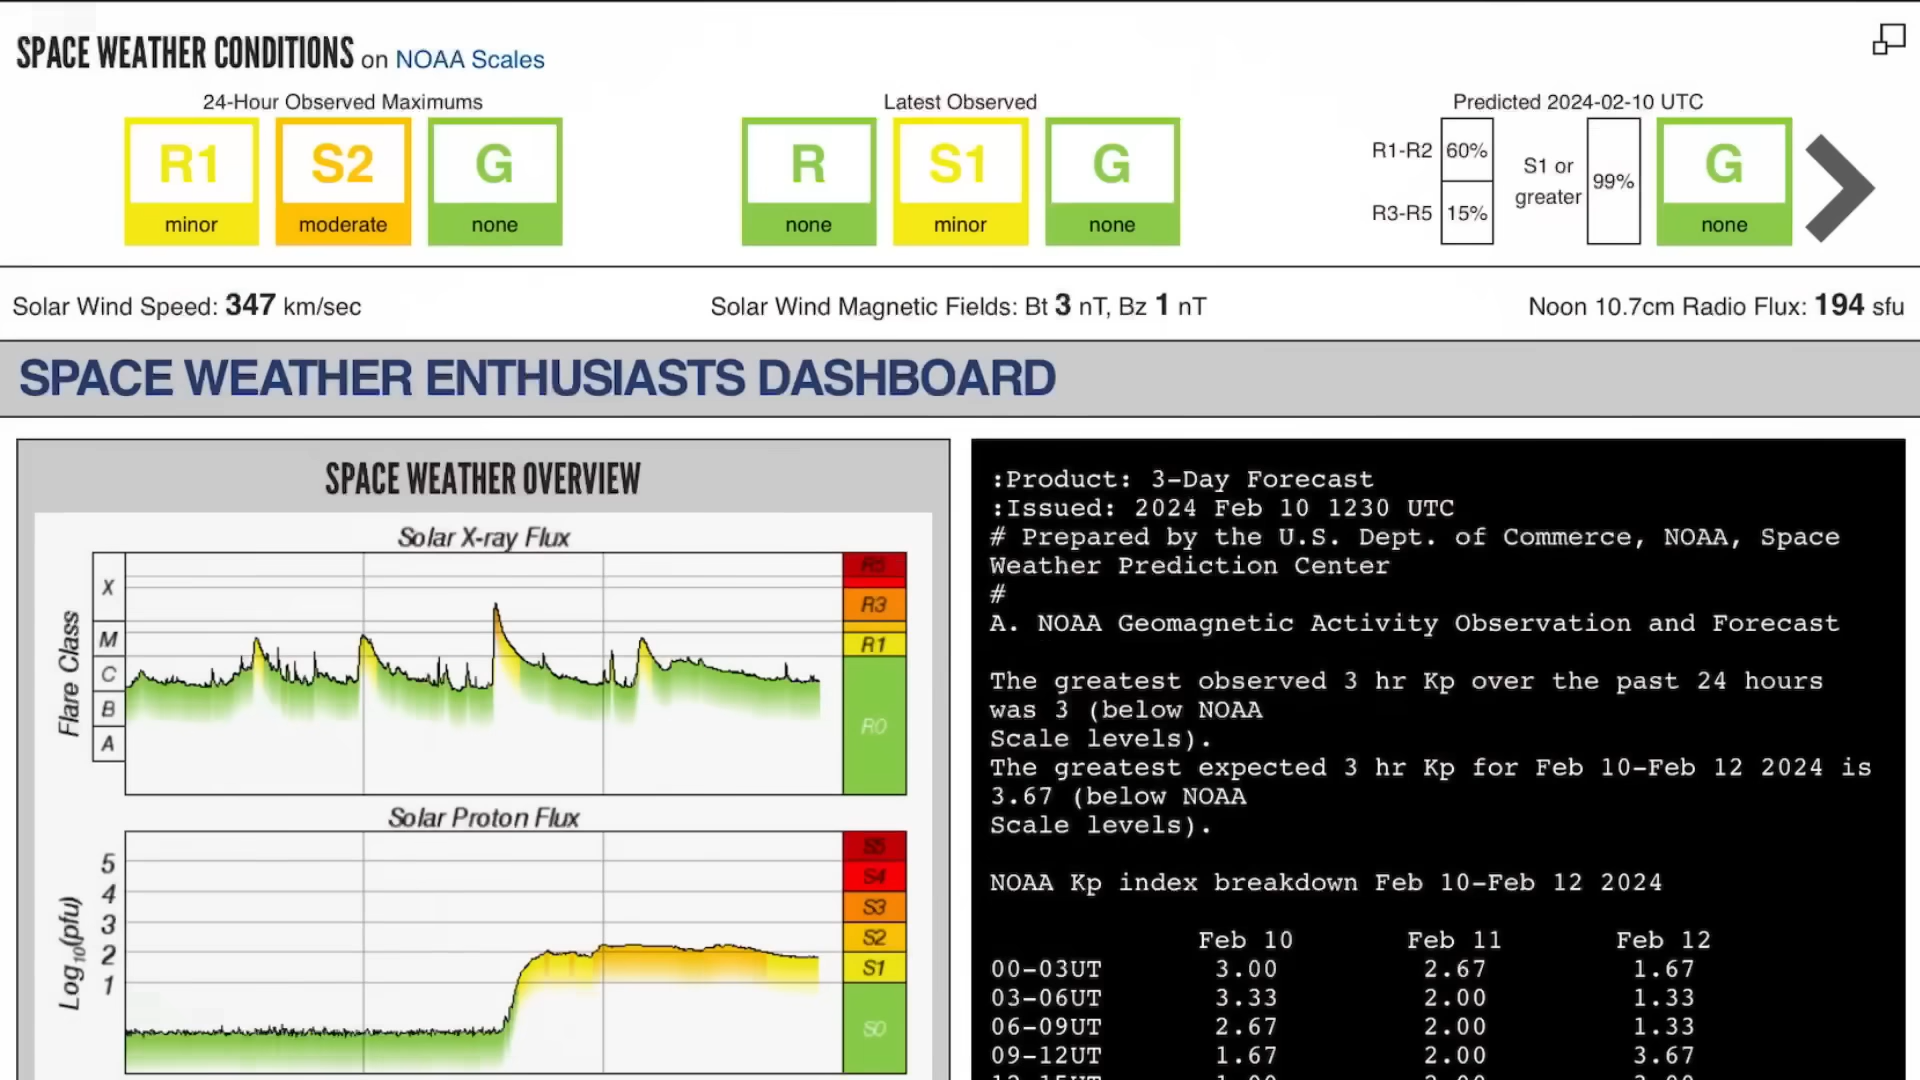 SPACE WEATHER CONDITIONS on NOAA Scales
24-Hour Observed Maximums
R1
minor
S2
moderate
G
none
Latest Observed
R
none
S1
minor
G
none
Predicted 2024-02-10 UTC
R1-R2 60%
R3-R5 15%
S1 or
greater
99%
G
none
Solar Wind Speed: 347 km/sec
Solar Wind Magnetic Fields: Bt 3 nT, Bz 1 nT
Noon 10.7cm Radio Flux: 194 sfu
SPACE WEATHER ENTHUSIASTS DASHBOARD
SPACE WEATHER OVERVIEW
Solar X-ray Flux
Flare Class
X
M
C
B
A
R5
R3
R1
R0
Solar Proton Flux
Log10(pfu)
5
4
3
2
1
S5
S4
S3
S2
S1
S0
:Product: 3-Day Forecast
:Issued: 2024 Feb 10 1230 UTC
# Prepared by the U.S. Dept. of Commerce, NOAA, Space
Weather Prediction Center
#
A. NOAA Geomagnetic Activity Observation and Forecast
The greatest observed 3 hr Kp over the past 24 hours
was 3 (below NOAA
Scale levels).
The greatest expected 3 hr Kp for Feb 10-Feb 12 2024 is
3.67 (below NOAA
Scale levels).
NOAA Kp index breakdown Feb 10-Feb 12 2024
Feb 10 Feb 11 Feb 12
00-03UT 3.00 2.67 1.67
03-06UT 3.33 2.00 1.33
06-09UT 2.67 2.00 1.33
09-12UT 1.67 2.00 3.67